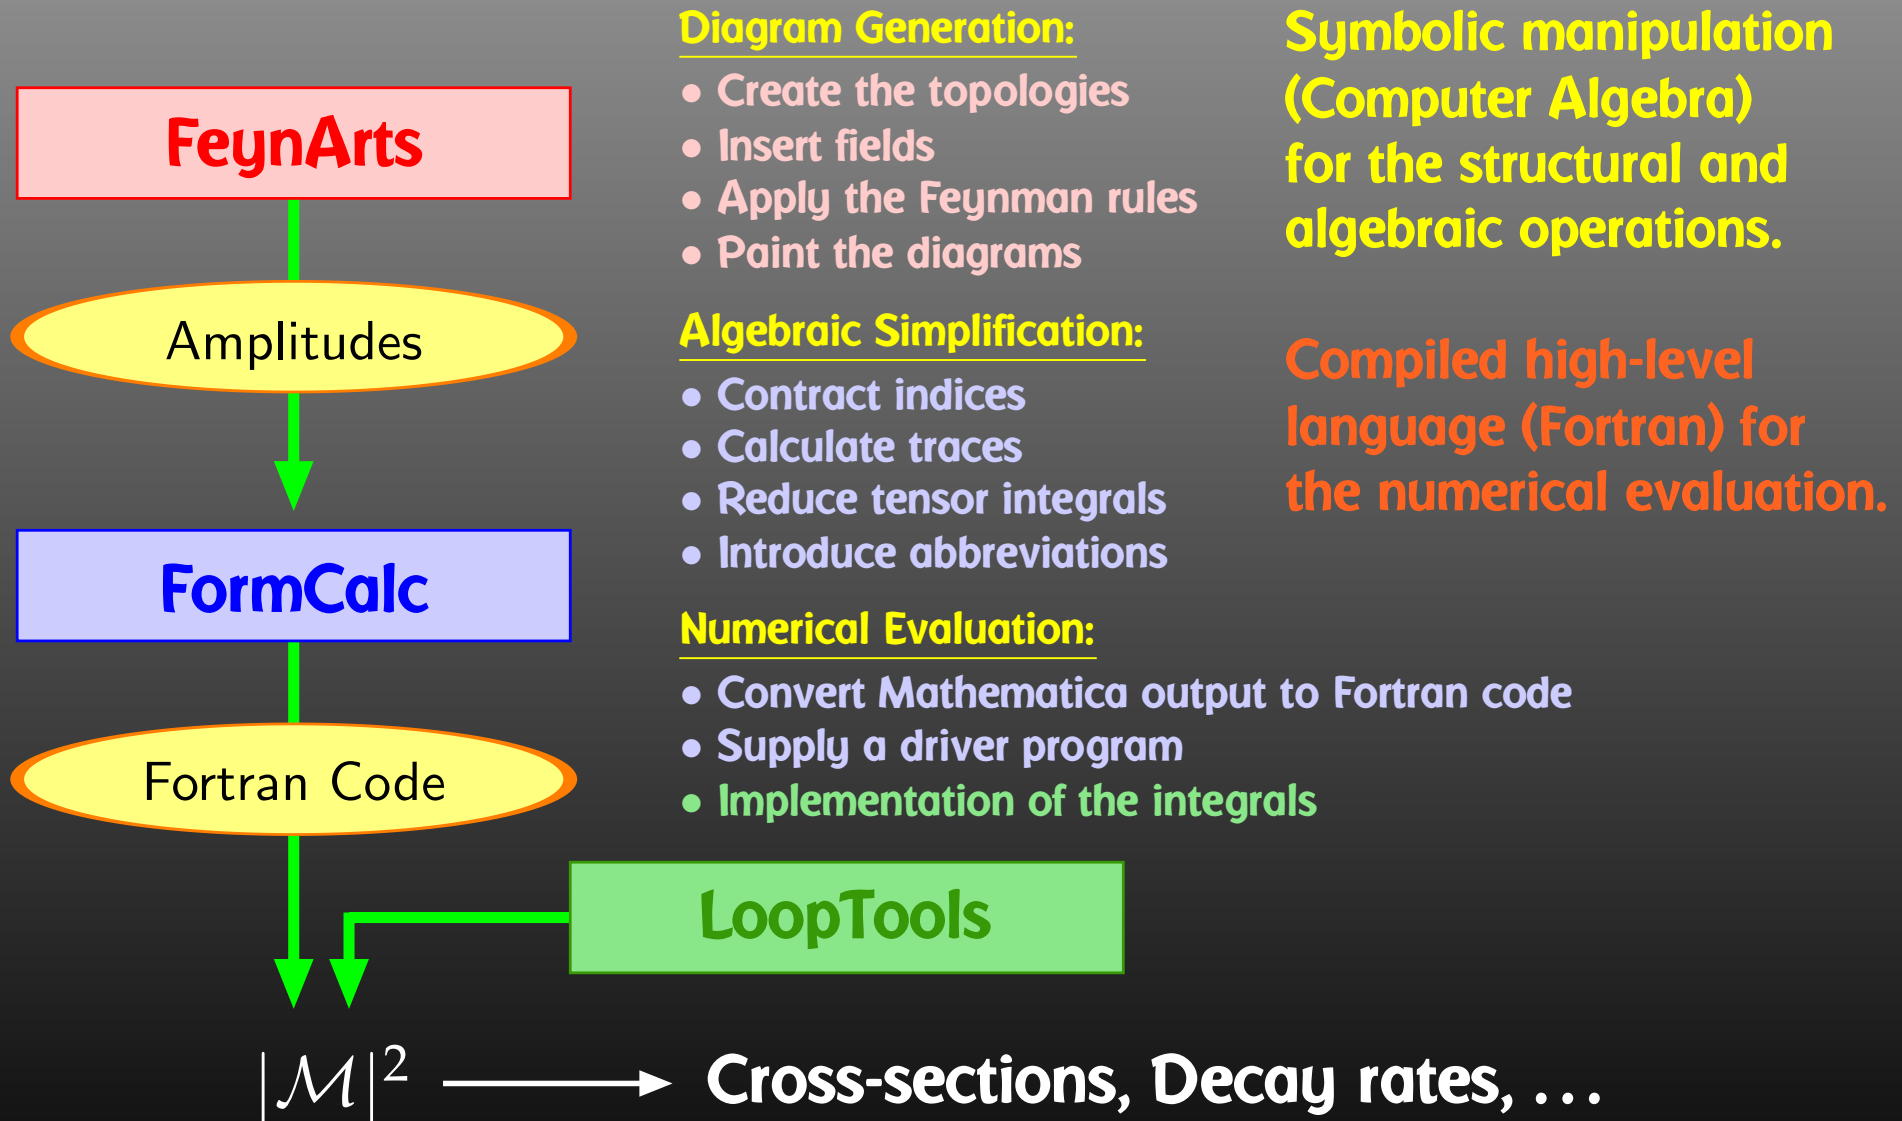 FeynArts
Amplitudes
FormCalc
Fortran Code
LoopTools
|ℳ|²
Cross-sections, Decay rates, ...
Diagram Generation:
● Create the topologies
● Insert fields
● Apply the Feynman rules
● Paint the diagrams
Algebraic Simplification:
● Contract indices
● Calculate traces
● Reduce tensor integrals
● Introduce abbreviations
Numerical Evaluation:
● Convert Mathematica output to Fortran code
● Supply a driver program
● Implementation of the integrals
Symbolic manipulation
(Computer Algebra)
for the structural and
algebraic operations.
Compiled high-level
language (Fortran) for
the numerical evaluation.